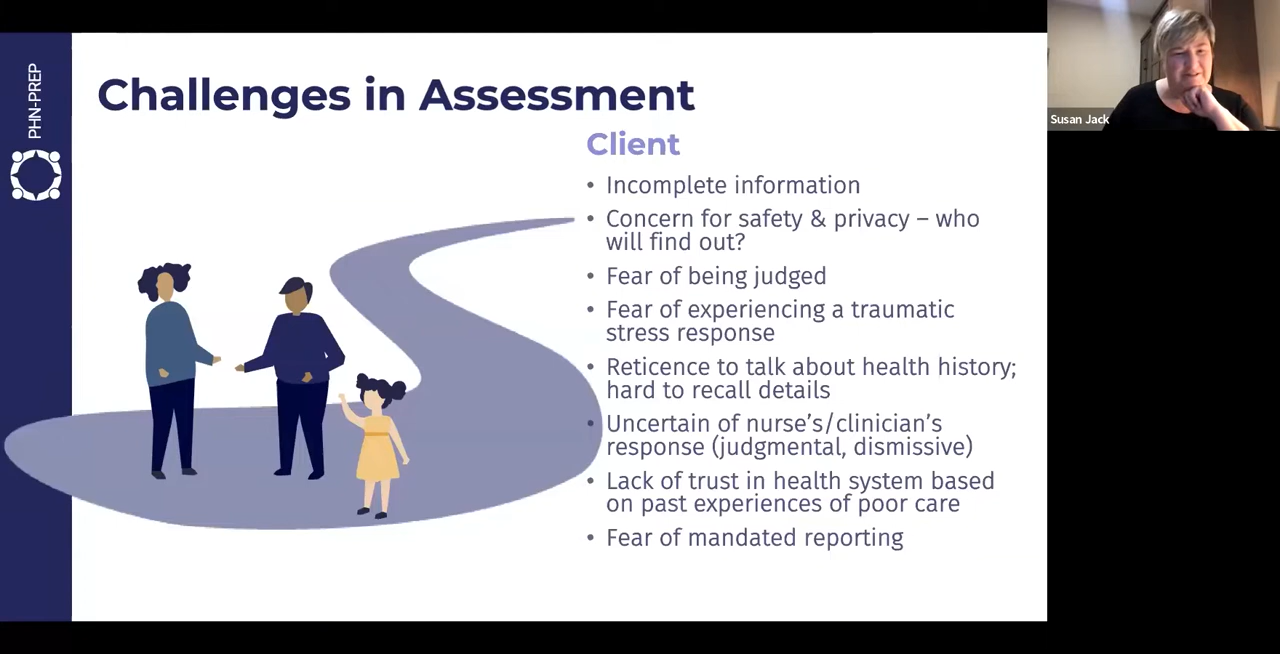 PHN-PREP
Challenges in Assessment
Client
• Incomplete information
• Concern for safety & privacy – who
will find out?
• Fear of being judged
• Fear of experiencing a traumatic
stress response
• Reticence to talk about health history;
hard to recall details
• Uncertain of nurse’s/clinician’s
response (judgmental, dismissive)
• Lack of trust in health system based
on past experiences of poor care
• Fear of mandated reporting
Susan Jack